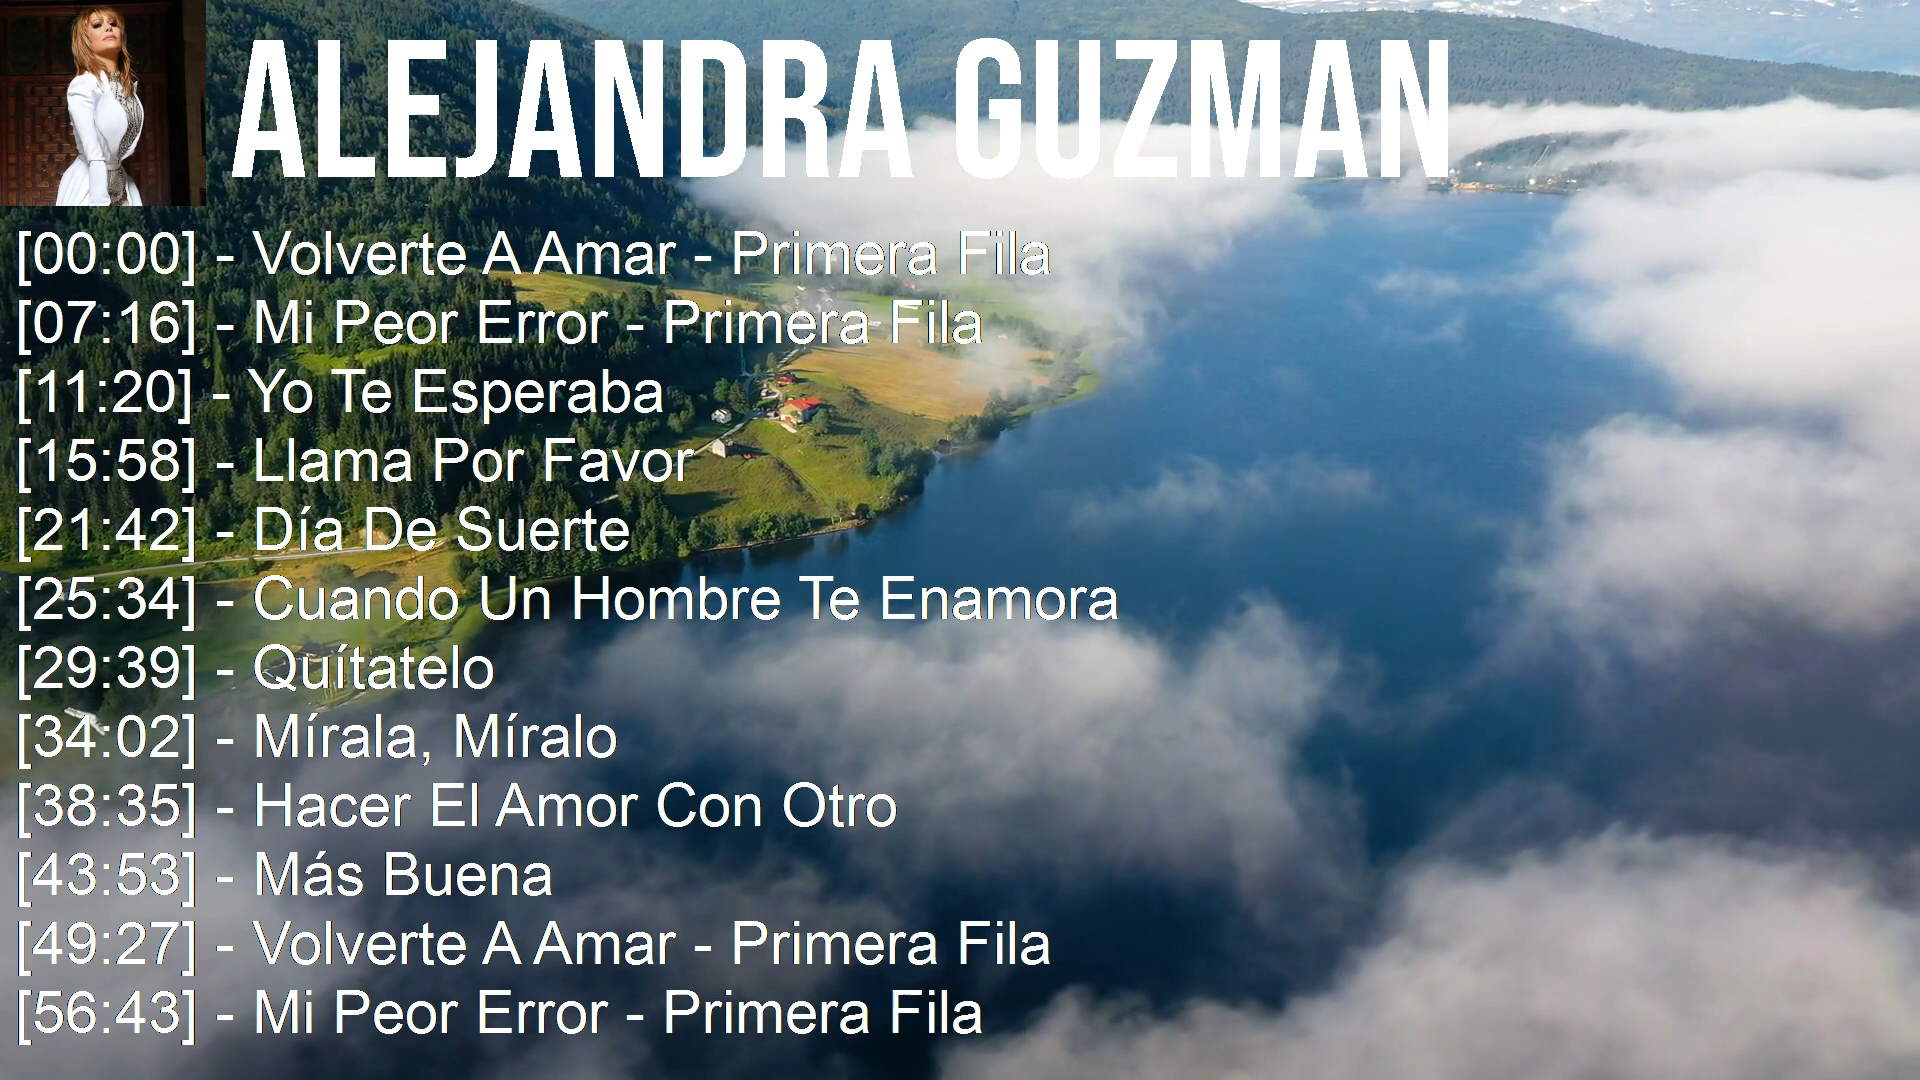 ALEJANDRA GUZMAN
[00:00] - Volverte A Amar - Primera Fila
[07:16] - Mi Peor Error - Primera Fila
[11:20] - Yo Te Esperaba
[15:58] - Llama Por Favor
[21:42] - Día De Suerte
[25:34] - Cuando Un Hombre Te Enamora
[29:39] - Quítatelo
[34:02] - Mírala, Míralo
[38:35] - Hacer El Amor Con Otro
[43:53] - Más Buena
[49:27] - Volverte A Amar - Primera Fila
[56:43] - Mi Peor Error - Primera Fila